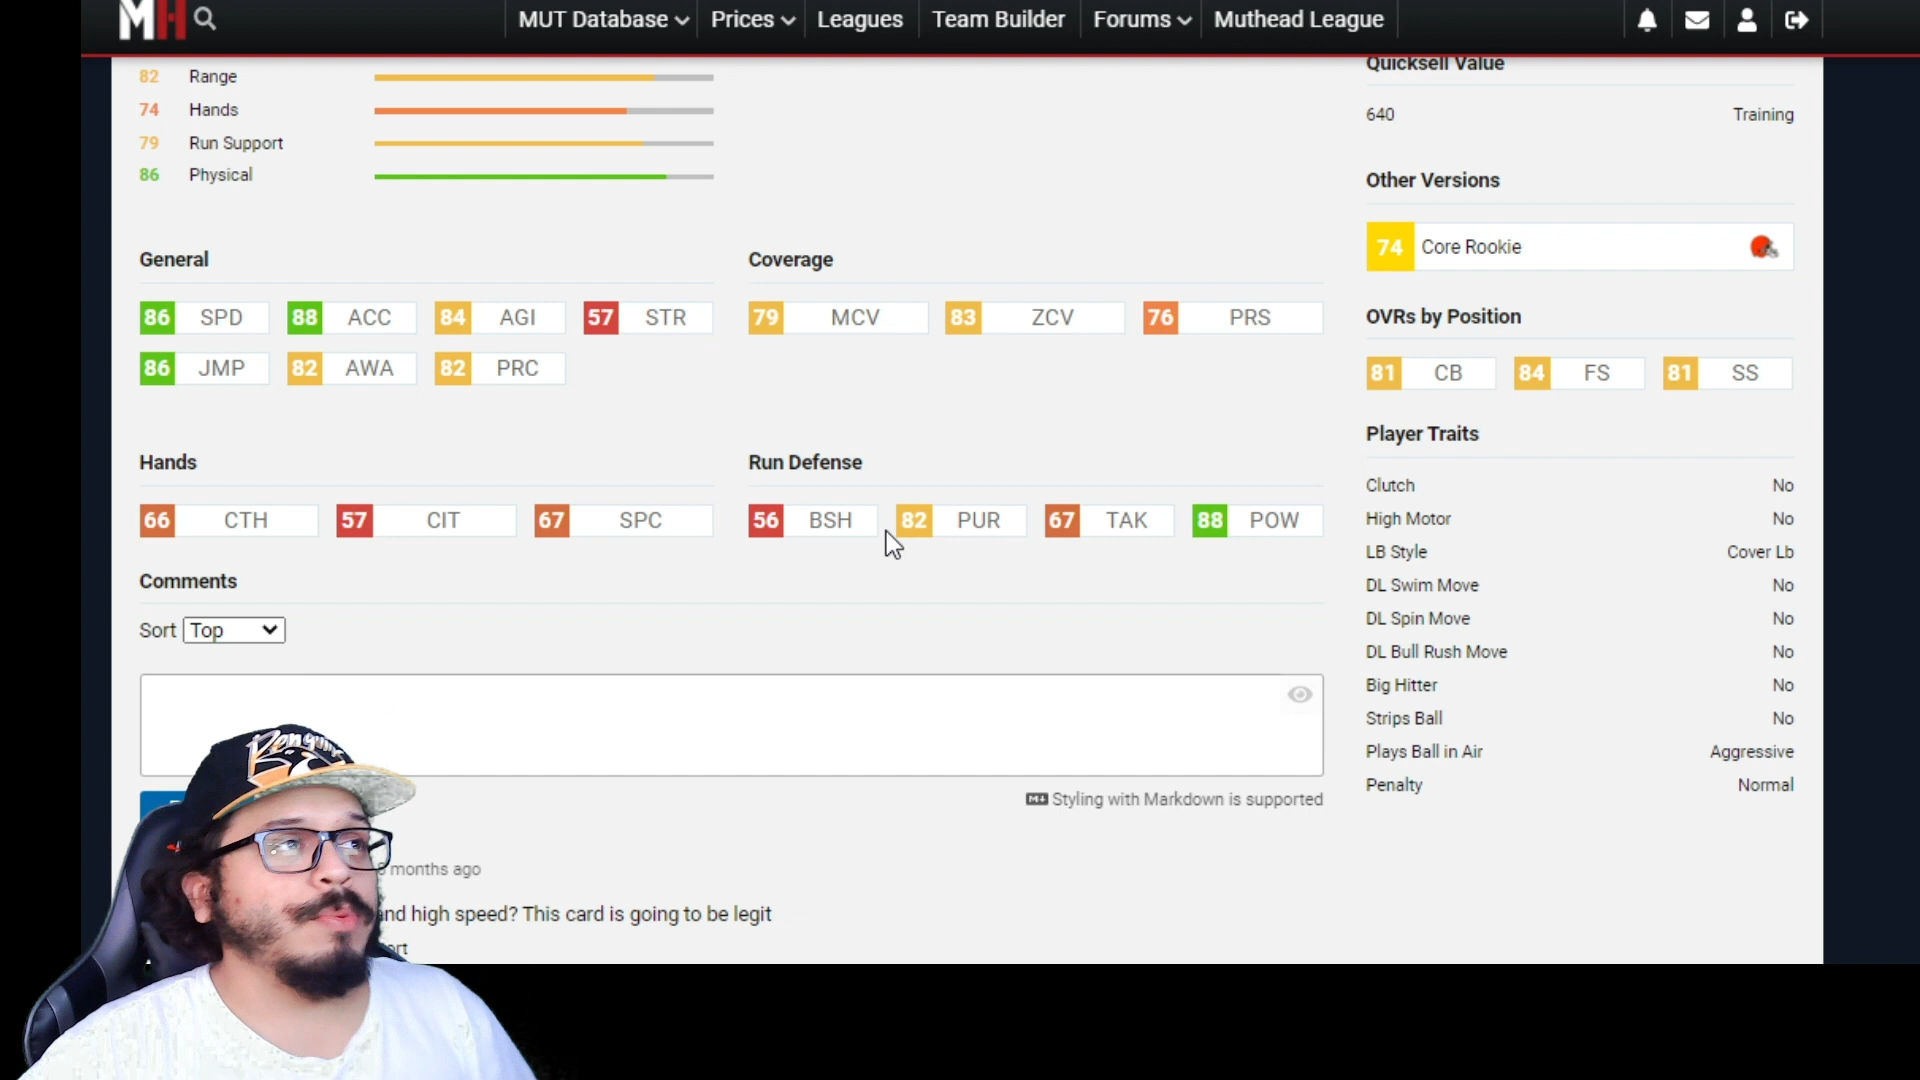 MH
MUT Database
Prices
Leagues
Team Builder
Forums
Muthead League
82 Range
74 Hands
79 Run Support
86 Physical
General
86 SPD 88 ACC 84 AGI 57 STR
86 JMP 82 AWA 82 PRC
Coverage
79 MCV 83 ZCV 76 PRS
Hands
66 CTH 57 CIT 67 SPC
Run Defense
56 BSH 82 PUR 67 TAK 88 POW
Comments
Sort Top
Styling with Markdown is supported
months ago
and high speed? This card is going to be legit
Quicksell Value
640 Training
Other Versions
74 Core Rookie
OVRs by Position
81 CB 84 FS 81 SS
Player Traits
Clutch No
High Motor No
LB Style Cover Lb
DL Swim Move No
DL Spin Move No
DL Bull Rush Move No
Big Hitter No
Strips Ball No
Plays Ball in Air Aggressive
Penalty Normal